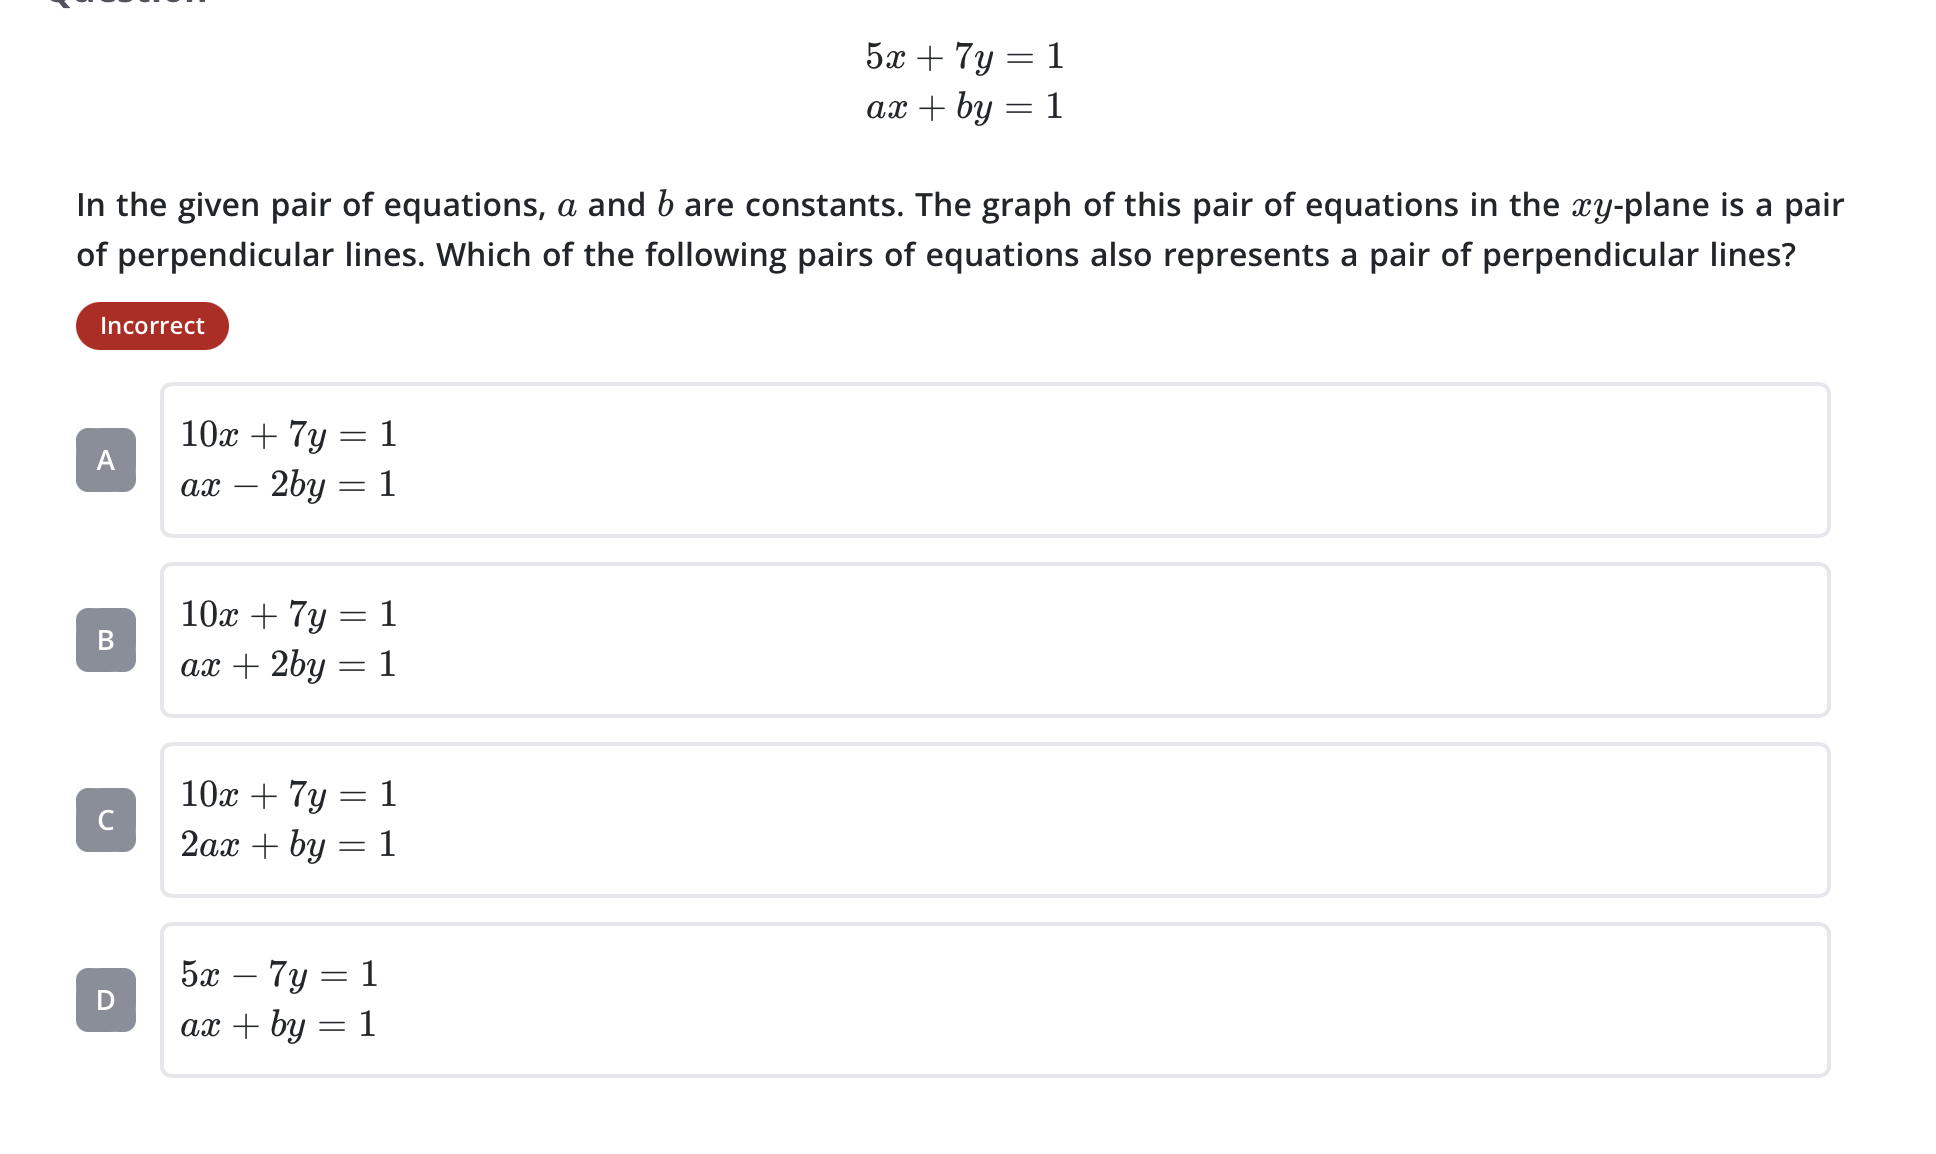 5x + 7y = 1
ax + by = 1
In the given pair of equations, a and b are constants. The graph of this pair of equations in the xy-plane is a pair
of perpendicular lines. Which of the following pairs of equations also represents a pair of perpendicular lines?
Incorrect
A
10x + 7y = 1
ax − 2by = 1
B
10x + 7y = 1
ax + 2by = 1
C
10x + 7y = 1
2ax + by = 1
D
5x − 7y = 1
ax + by = 1